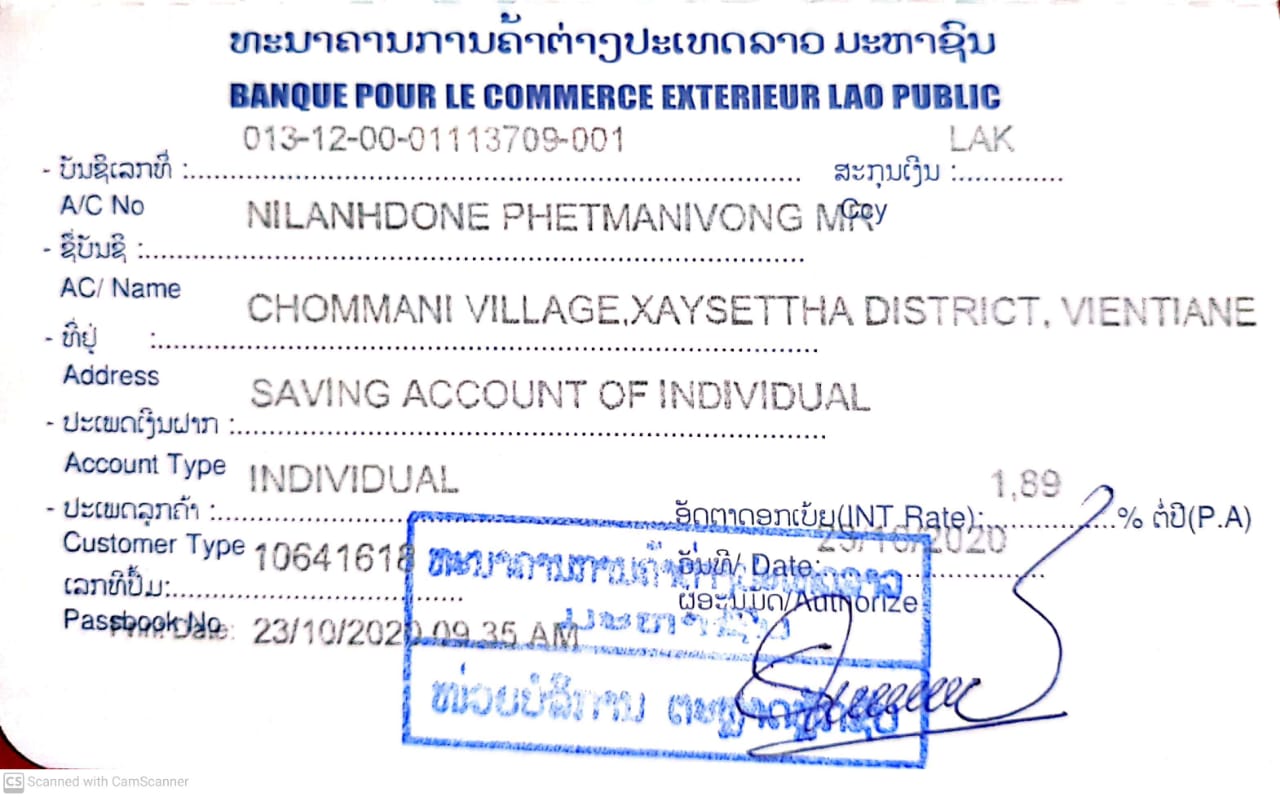 ທະນາຄານການຄ້າຕ່າງປະເທດລາວ ມະຫາຊົນ
BANQUE POUR LE COMMERCE EXTERIEUR LAO PUBLIC
013-12-00-01113709-001 LAK
- ບັນຊີເລກທີ່ :.......... ສະກຸນເງິນ :..........
A/C No NILANHDONE PHETMANIVONG MR Ccy
- ຊື່ບັນຊີ :..........
AC/ Name CHOMMANI VILLAGE,XAYSETTHA DISTRICT, VIENTIANE
- ທີ່ຢູ່ :..........
Address SAVING ACCOUNT OF INDIVIDUAL
- ປະເພດເງິນຝາກ :..........
Account Type INDIVIDUAL 1,89
- ປະເພດລູກຄ້າ :.......... ອັດຕາດອກເບ້ຍ(INT Rate):..........% ຕໍ່ປີ(P.A)
Customer Type 10641618 ວັນທີ/ Date: 23/10/2020
ເລກທີປຶ້ມ:.......... ຜູ້ອະນຸມັດ/Authorize
Passbook No
Print Date: 23/10/2020 09.35 AM
ທະນາຄານການຄ້າຕ່າງປະເທດລາວ
ມະຫາຊົນ
ໜ່ວຍບໍລິການ
CS Scanned with CamScanner